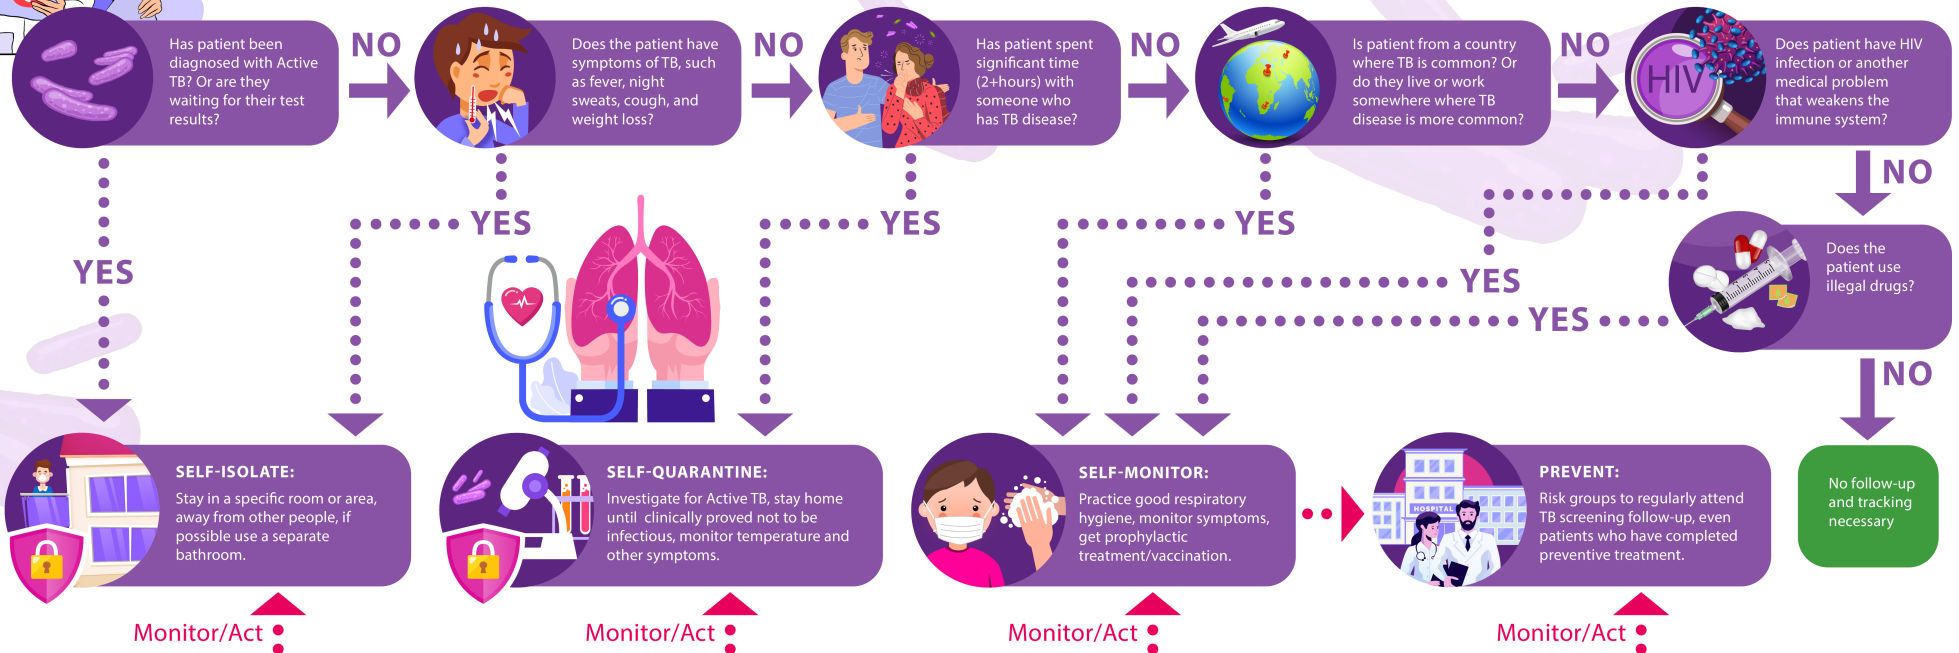 Has patient been
diagnosed with Active
TB? Or are they
waiting for their test
results?
NO
Does the patient have
symptoms of TB, such
as fever, night
sweats, cough, and
weight loss?
NO
Has patient spent
significant time
(2+hours) with
someone who
has TB disease?
NO
Is patient from a country
where TB is common? Or
do they live or work
somewhere where TB
disease is more common?
NO
HIV
Does patient have HIV
infection or another
medical problem
that weakens the
immune system?
NO
YES
YES
YES
YES
YES
Does the
patient use
illegal drugs?
YES
NO
SELF-ISOLATE:
Stay in a specific room or area,
away from other people, if
possible use a separate
bathroom.
SELF-QUARANTINE:
Investigate for Active TB, stay home
until clinically proved not to be
infectious, monitor temperature and
other symptoms.
SELF-MONITOR:
Practice good respiratory
hygiene, monitor symptoms,
get prophylactic
treatment/vaccination.
HOSPITAL
PREVENT:
Risk groups to regularly attend
TB screening follow-up, even
patients who have completed
preventive treatment.
No follow-up
and tracking
necessary
Monitor/Act
Monitor/Act
Monitor/Act
Monitor/Act